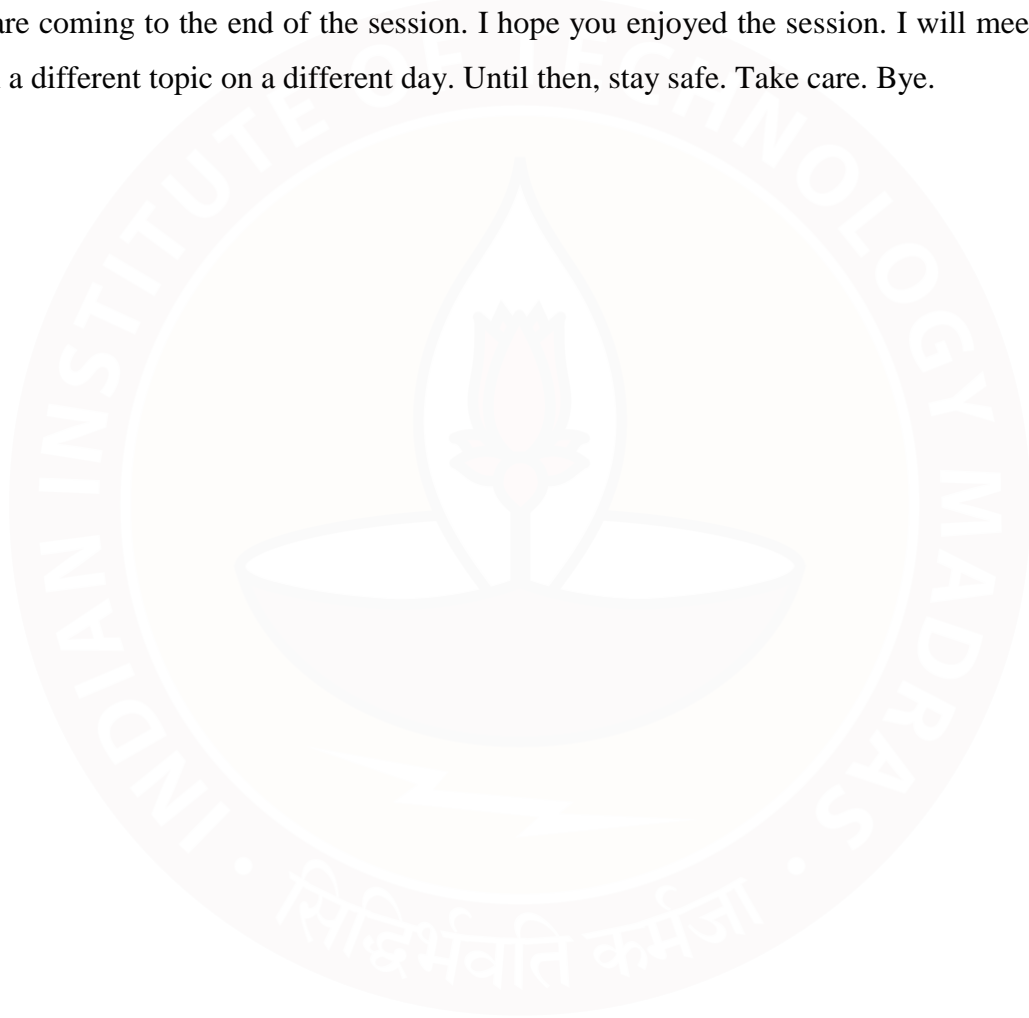 are coming to the end of the session. I hope you enjoyed the session. I will mee
a different topic on a different day. Until then, stay safe. Take care. Bye.
INDIAN INSTITUTE OF TECHNOLOGY MADRAS
सिद्धिर्भवति कर्मजा